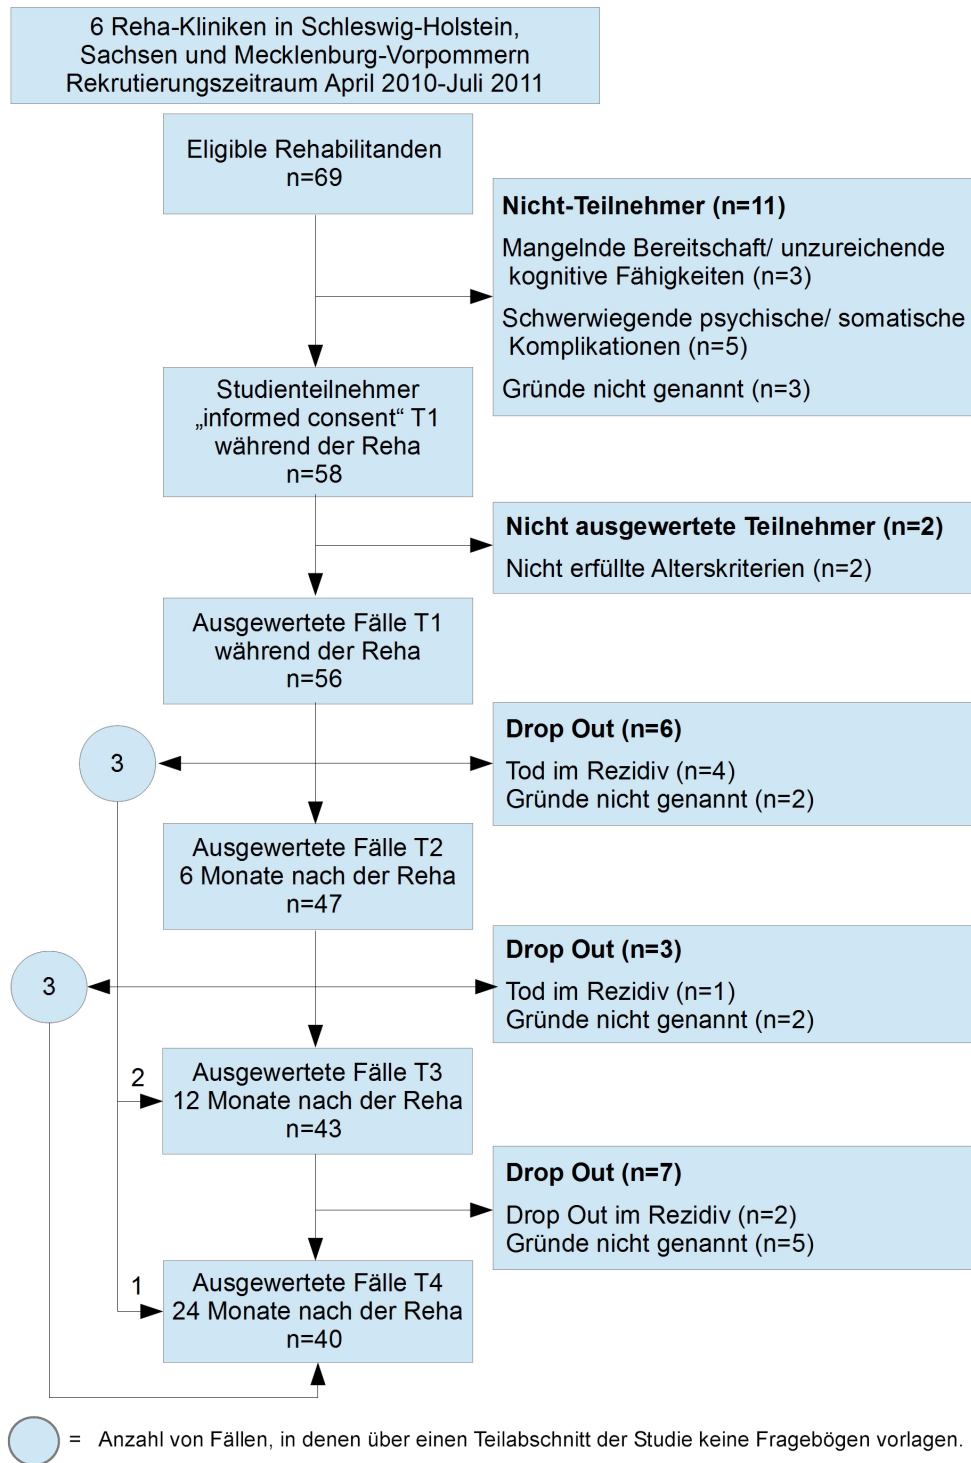 6 Reha-Kliniken in Schleswig-Holstein,
Sachsen und Mecklenburg-Vorpommern
Rekrutierungszeitraum April 2010-Juli 2011
Eligible Rehabilitanden
n=69
Nicht-Teilnehmer (n=11)
Mangelnde Bereitschaft/ unzureichende
kognitive Fähigkeiten (n=3)
Schwerwiegende psychische/ somatische
Komplikationen (n=5)
Gründe nicht genannt (n=3)
Studienteilnehmer
„informed consent“ T1
während der Reha
n=58
Nicht ausgewertete Teilnehmer (n=2)
Nicht erfüllte Alterskriterien (n=2)
Ausgewertete Fälle T1
während der Reha
n=56
Drop Out (n=6)
Tod im Rezidiv (n=4)
Gründe nicht genannt (n=2)
3
Ausgewertete Fälle T2
6 Monate nach der Reha
n=47
Drop Out (n=3)
Tod im Rezidiv (n=1)
Gründe nicht genannt (n=2)
3
2
Ausgewertete Fälle T3
12 Monate nach der Reha
n=43
Drop Out (n=7)
Drop Out im Rezidiv (n=2)
Gründe nicht genannt (n=5)
1
Ausgewertete Fälle T4
24 Monate nach der Reha
n=40
= Anzahl von Fällen, in denen über einen Teilabschnitt der Studie keine Fragebögen vorlagen.